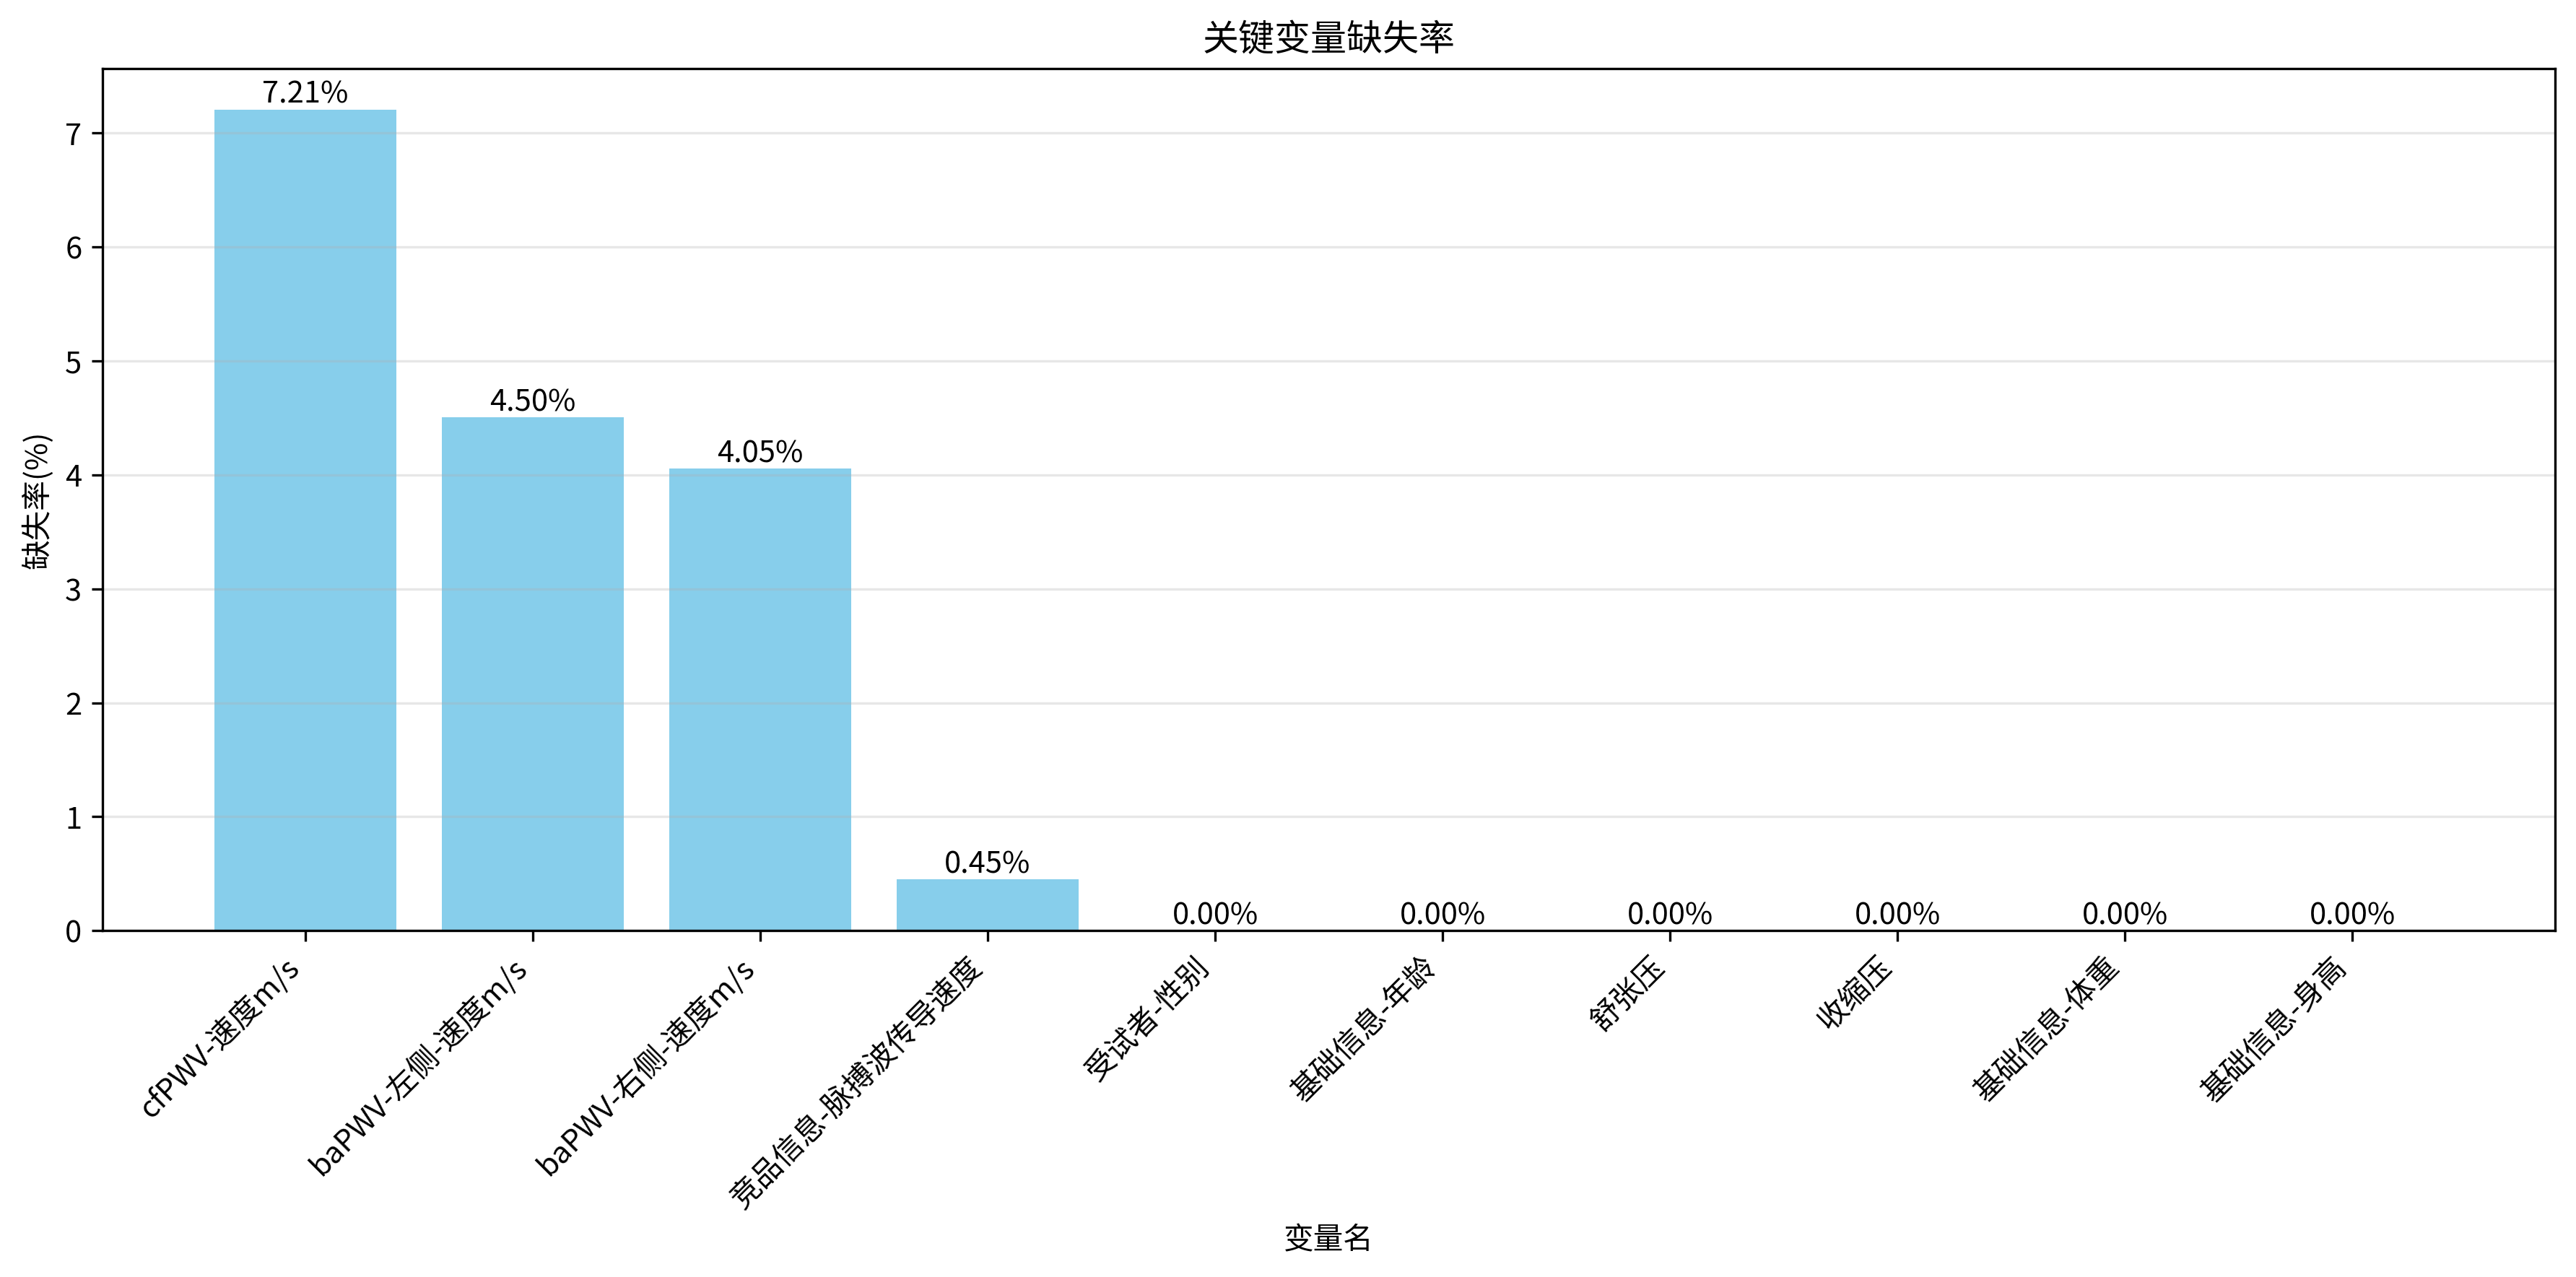 关键变量缺失率
缺失率(%)
7
6
5
4
3
2
1
0
7.21%
4.50%
4.05%
0.45%
0.00%
0.00%
0.00%
0.00%
0.00%
0.00%
cfPWV-速度m/s
baPWV-左侧-速度m/s
baPWV-右侧-速度m/s
竞品信息-脉搏波传导速度
受试者-性别
基础信息-年龄
舒张压
收缩压
基础信息-体重
基础信息-身高
变量名